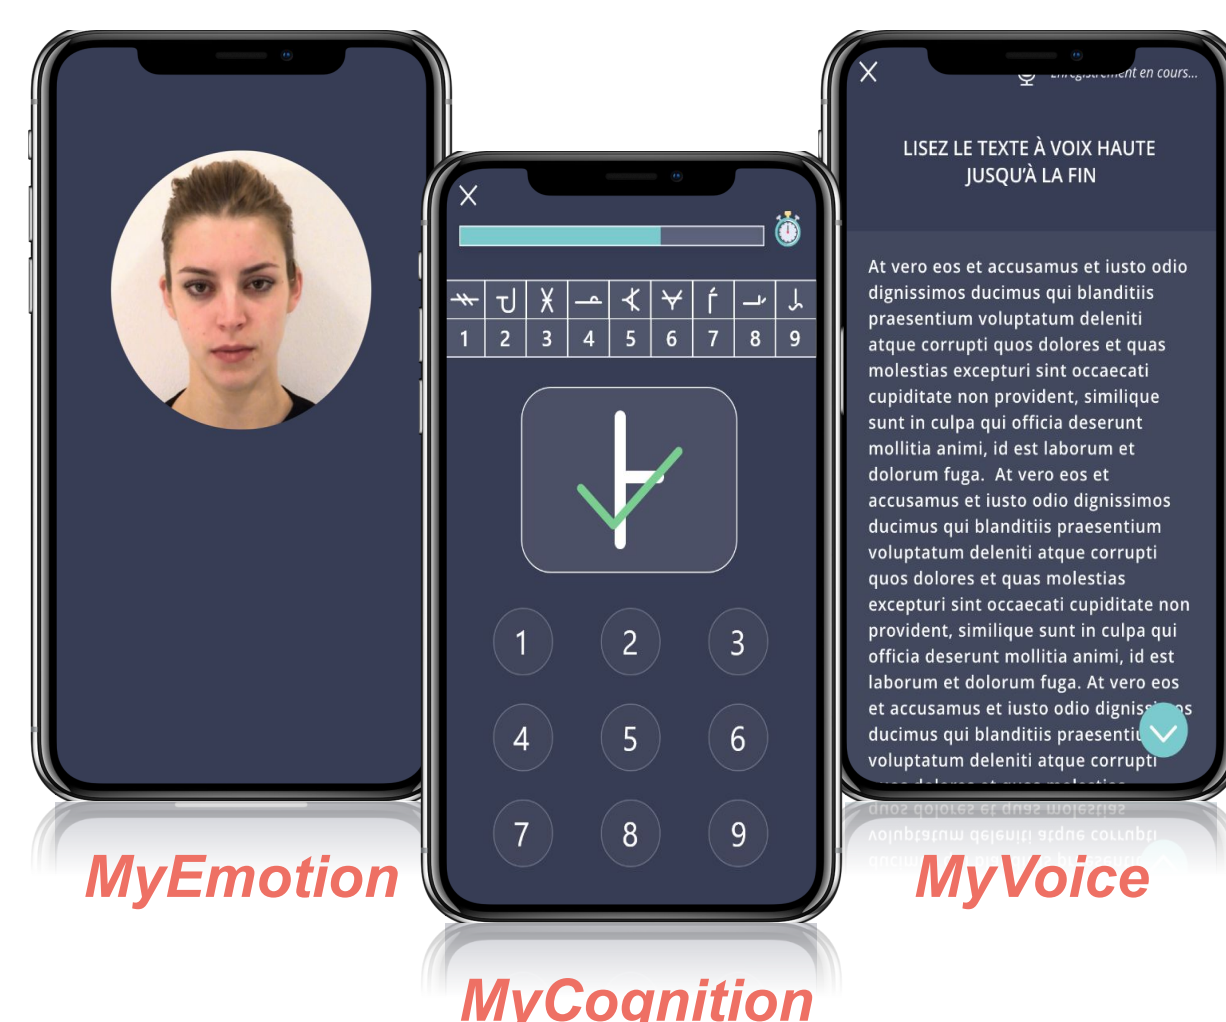 Enregistrement en cours...
LISEZ LE TEXTE À VOIX HAUTE
JUSQU'À LA FIN
At vero eos et accusamus et iusto odio
dignissimos ducimus qui blanditiis
praesentium voluptatum deleniti
atque corrupti quos dolores et quas
molestias excepturi sint occaecati
cupiditate non provident, similique
sunt in culpa qui officia deserunt
mollitia animi, id est laborum et
dolorum fuga.  At vero eos et
accusamus et iusto odio dignissimos
ducimus qui blanditiis praesentium
voluptatum deleniti atque corrupti
quos dolores et quas molestias
excepturi sint occaecati cupiditate non
provident, similique sunt in culpa qui
officia deserunt mollitia animi, id est
laborum et dolorum fuga. At vero eos
et accusamus et iusto odio dignissimos
ducimus qui blanditiis
voluptatum deleniti atque corrupti
quos dolores et quas molestias
1 2 3 4 5 6 7 8 9
1 2 3
4 5 6
7 8 9
MyEmotion
MyVoice
MyCognition